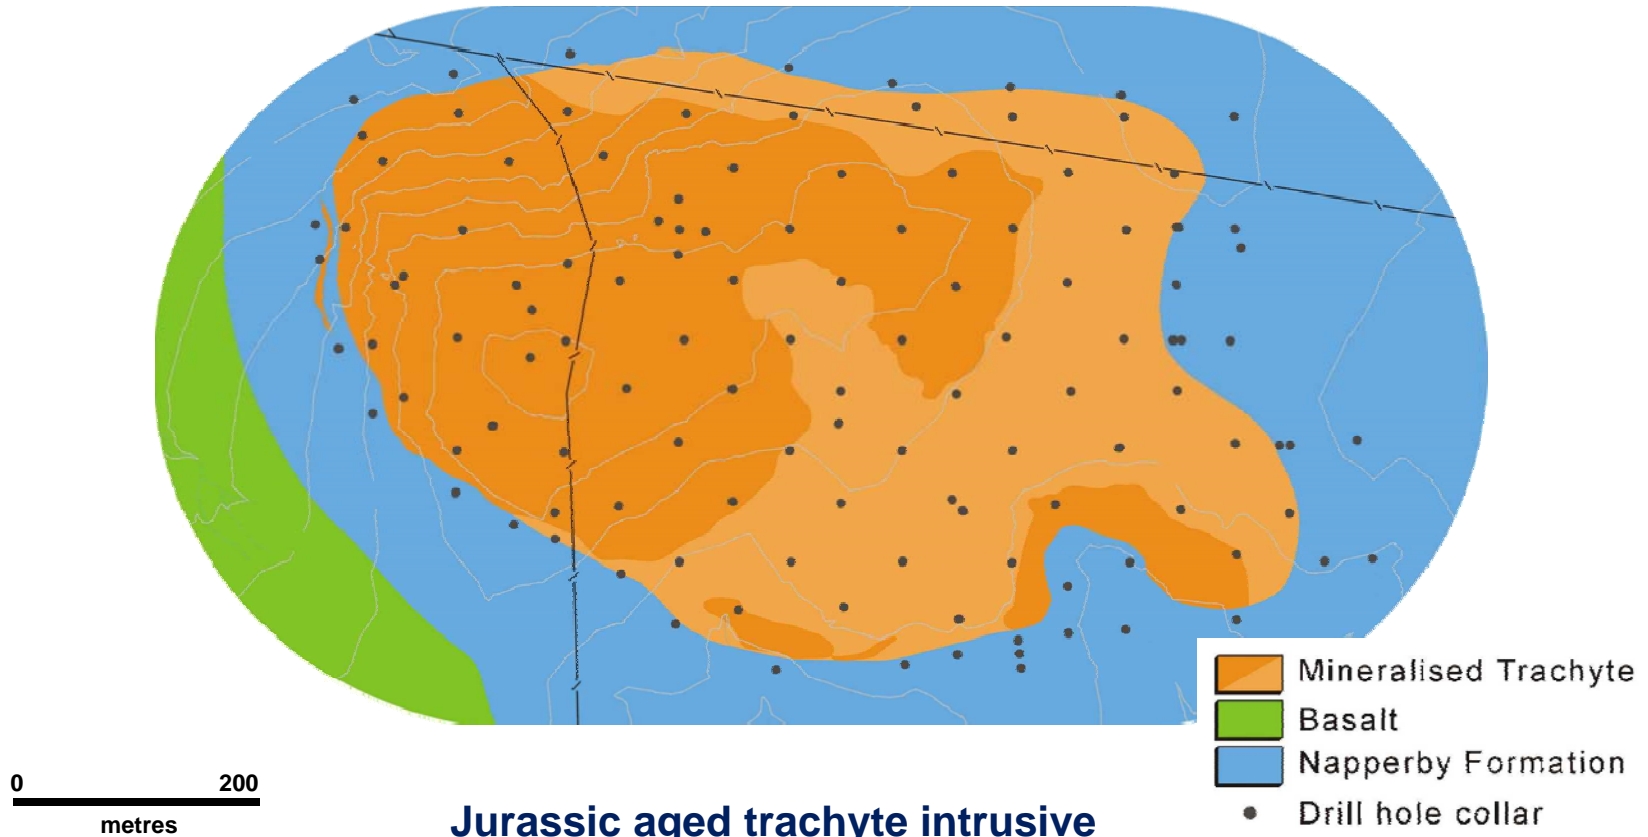 Mineralised Trachyte
Basalt
Napperby Formation
Drill hole collar
0 200
metres
Jurassic aged trachyte intrusive